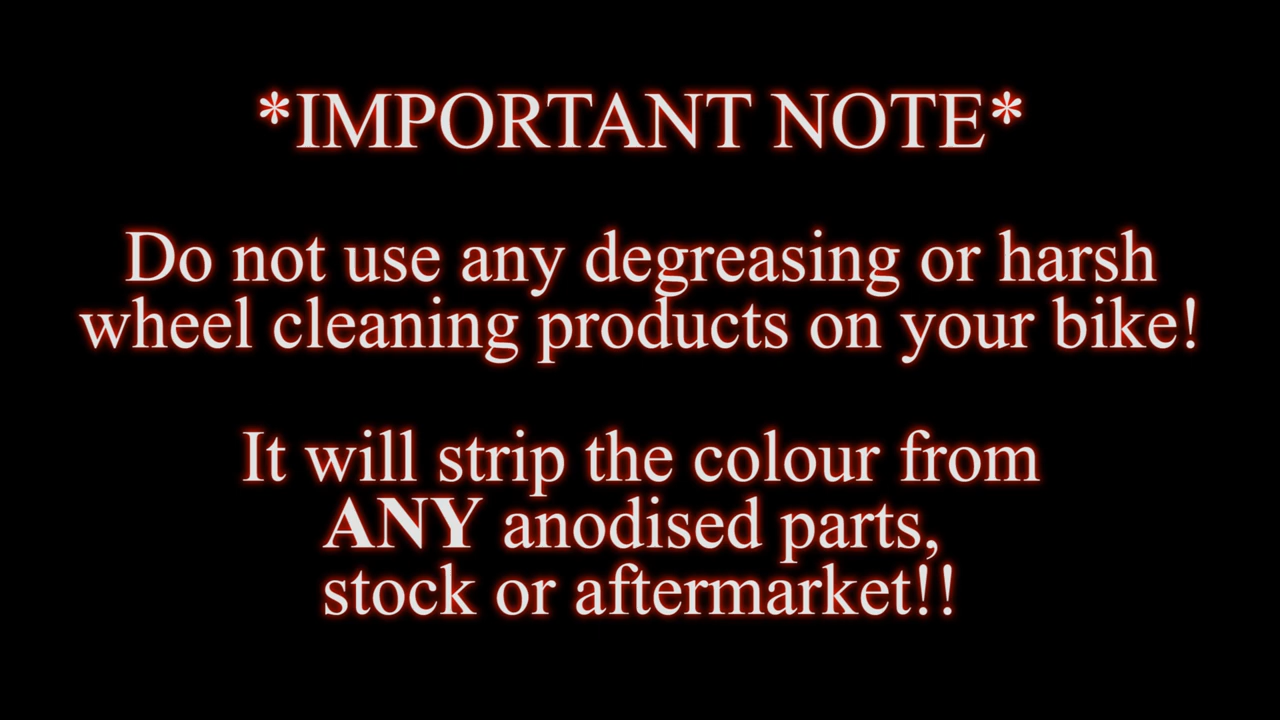 *IMPORTANT NOTE*
Do not use any degreasing or harsh
wheel cleaning products on your bike!
It will strip the colour from
ANY anodised parts,
stock or aftermarket!!